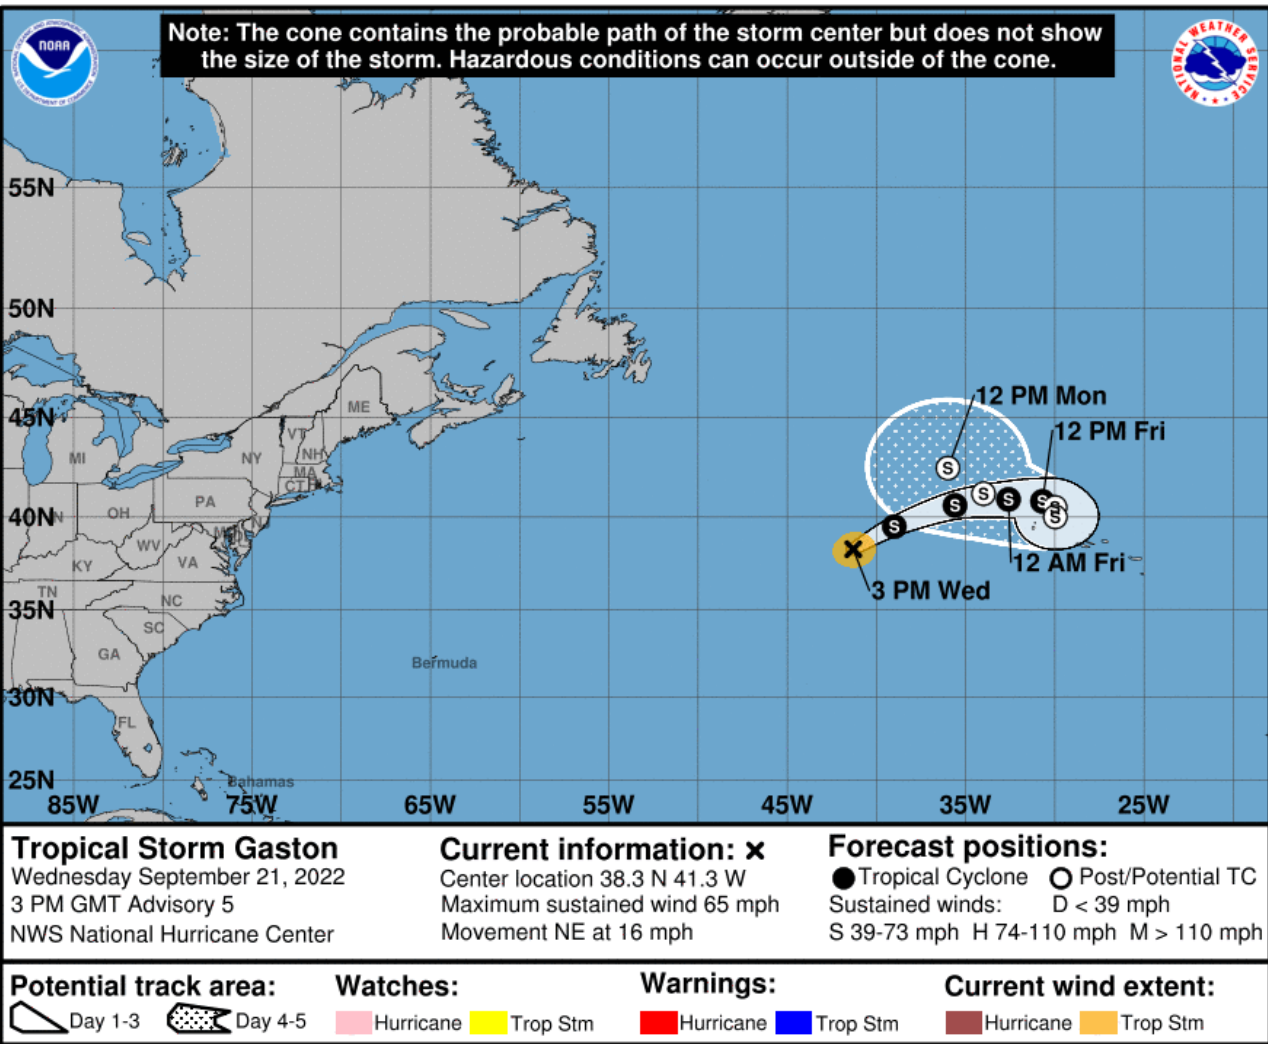 Note: The cone contains the probable path of the storm center but does not show
the size of the storm. Hazardous conditions can occur outside of the cone.
NOAA
NATIONAL WEATHER SERVICE
55N
50N
45N
40N
35N
30N
25N
85W 75W 65W 55W 45W 35W 25W
ME
VT
NH
MA
CT
NY
MI
PA
OH
WV
VA
KY
TN
NC
SC
GA
FL
Bermuda
Bahamas
12 PM Mon
12 PM Fri
12 AM Fri
3 PM Wed
S
S
S
S
S
S
S
S
Tropical Storm Gaston
Wednesday September 21, 2022
3 PM GMT Advisory 5
NWS National Hurricane Center
Current information: x
Center location 38.3 N 41.3 W
Maximum sustained wind 65 mph
Movement NE at 16 mph
Forecast positions:
Tropical Cyclone Post/Potential TC
Sustained winds: D < 39 mph
S 39-73 mph H 74-110 mph M > 110 mph
Potential track area:
Day 1-3 Day 4-5
Watches:
Hurricane Trop Stm
Warnings:
Hurricane Trop Stm
Current wind extent:
Hurricane Trop Stm